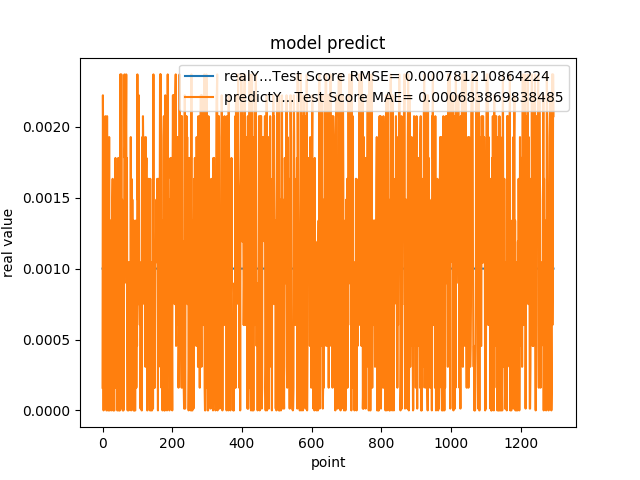 model predict
realY...Test Score RMSE= 0.000781210864224
predictY...Test Score MAE= 0.000683869838485
0.0020
0.0015
0.0010
0.0005
0.0000
real value
0 200 400 600 800 1000 1200
point